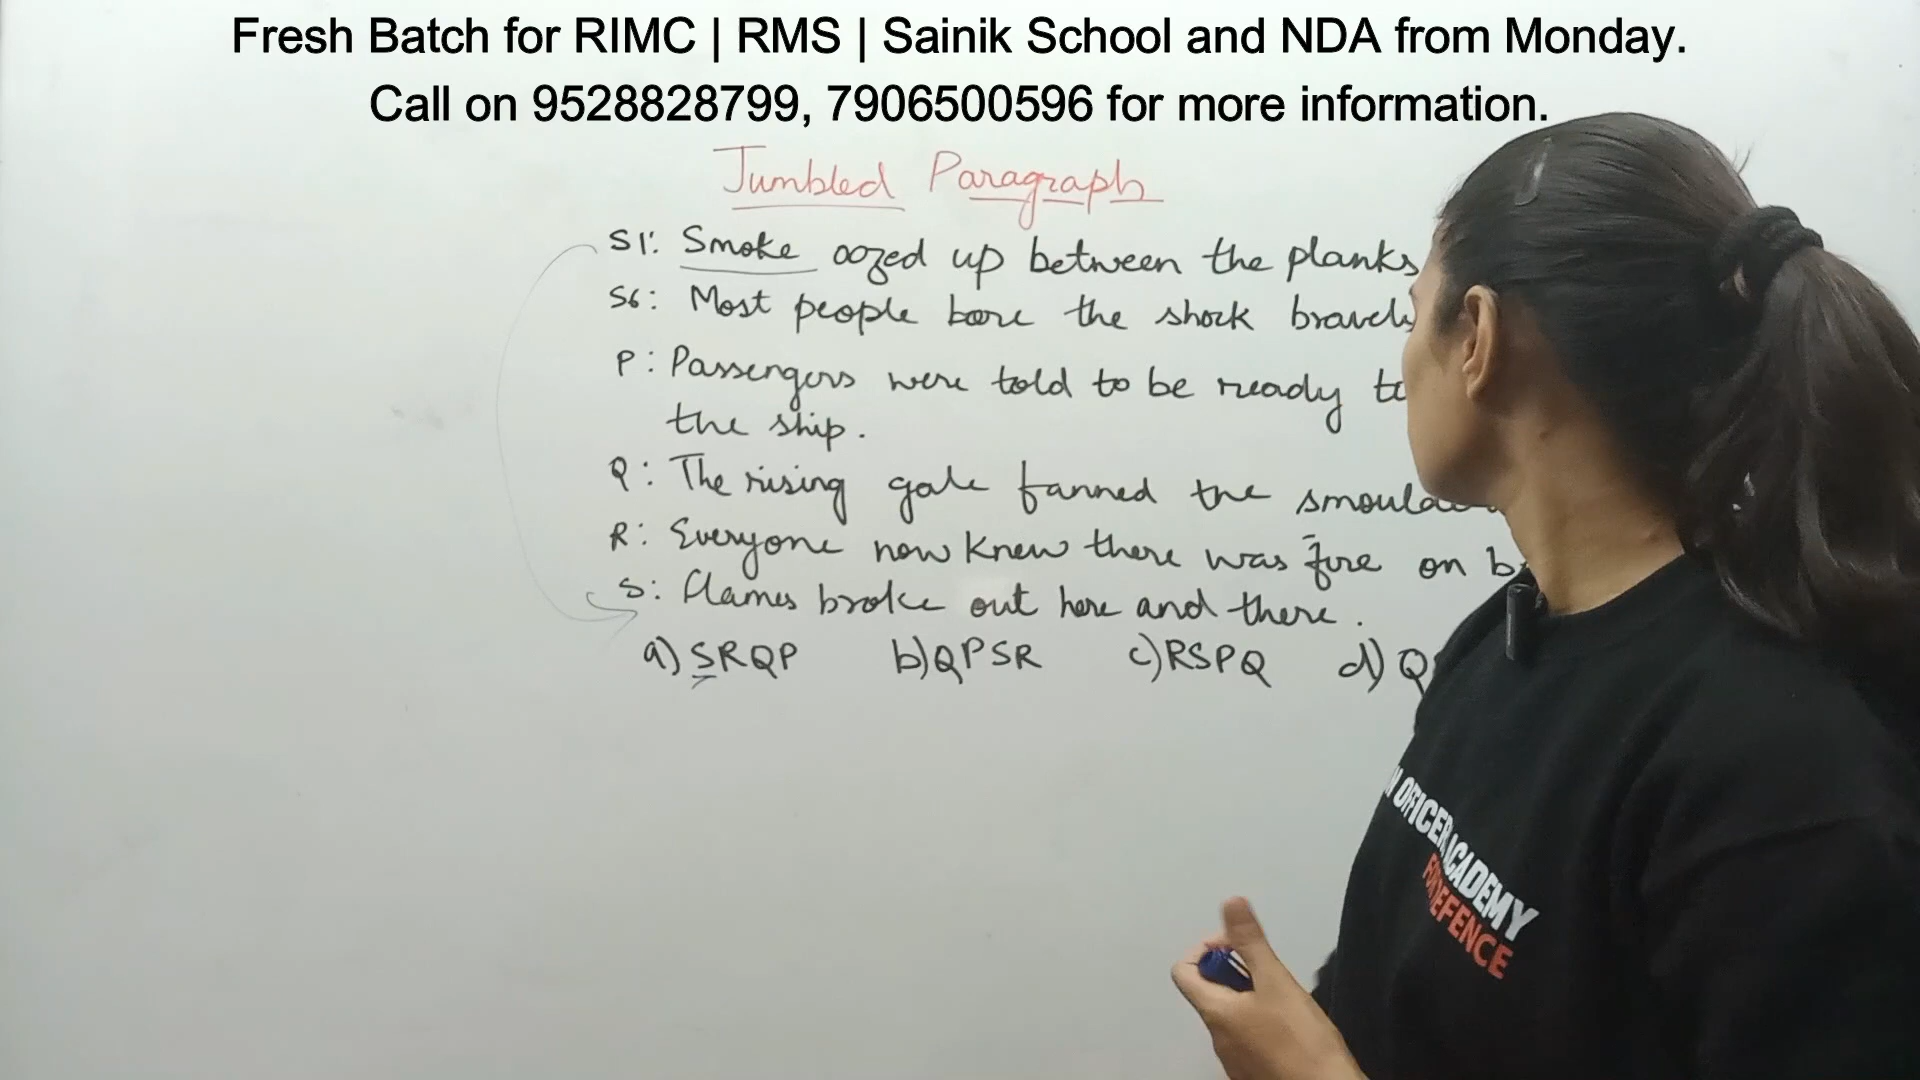 Fresh Batch for RIMC | RMS | Sainik School and NDA from Monday.
Call on 9528828799, 7906500596 for more information.
Jumbled Paragraph
S1: Smoke oozed up between the planks
S6: Most people bore the shock bravely
P: Passengers were told to be ready to
the ship.
Q: The rising gale fanned the
R: Everyone now knew there was fire on
S: Flames broke out here and there.
a) SRQP b) QPSR c) RSPQ d) Q
OFFICER ACADEMY
DEFENCE